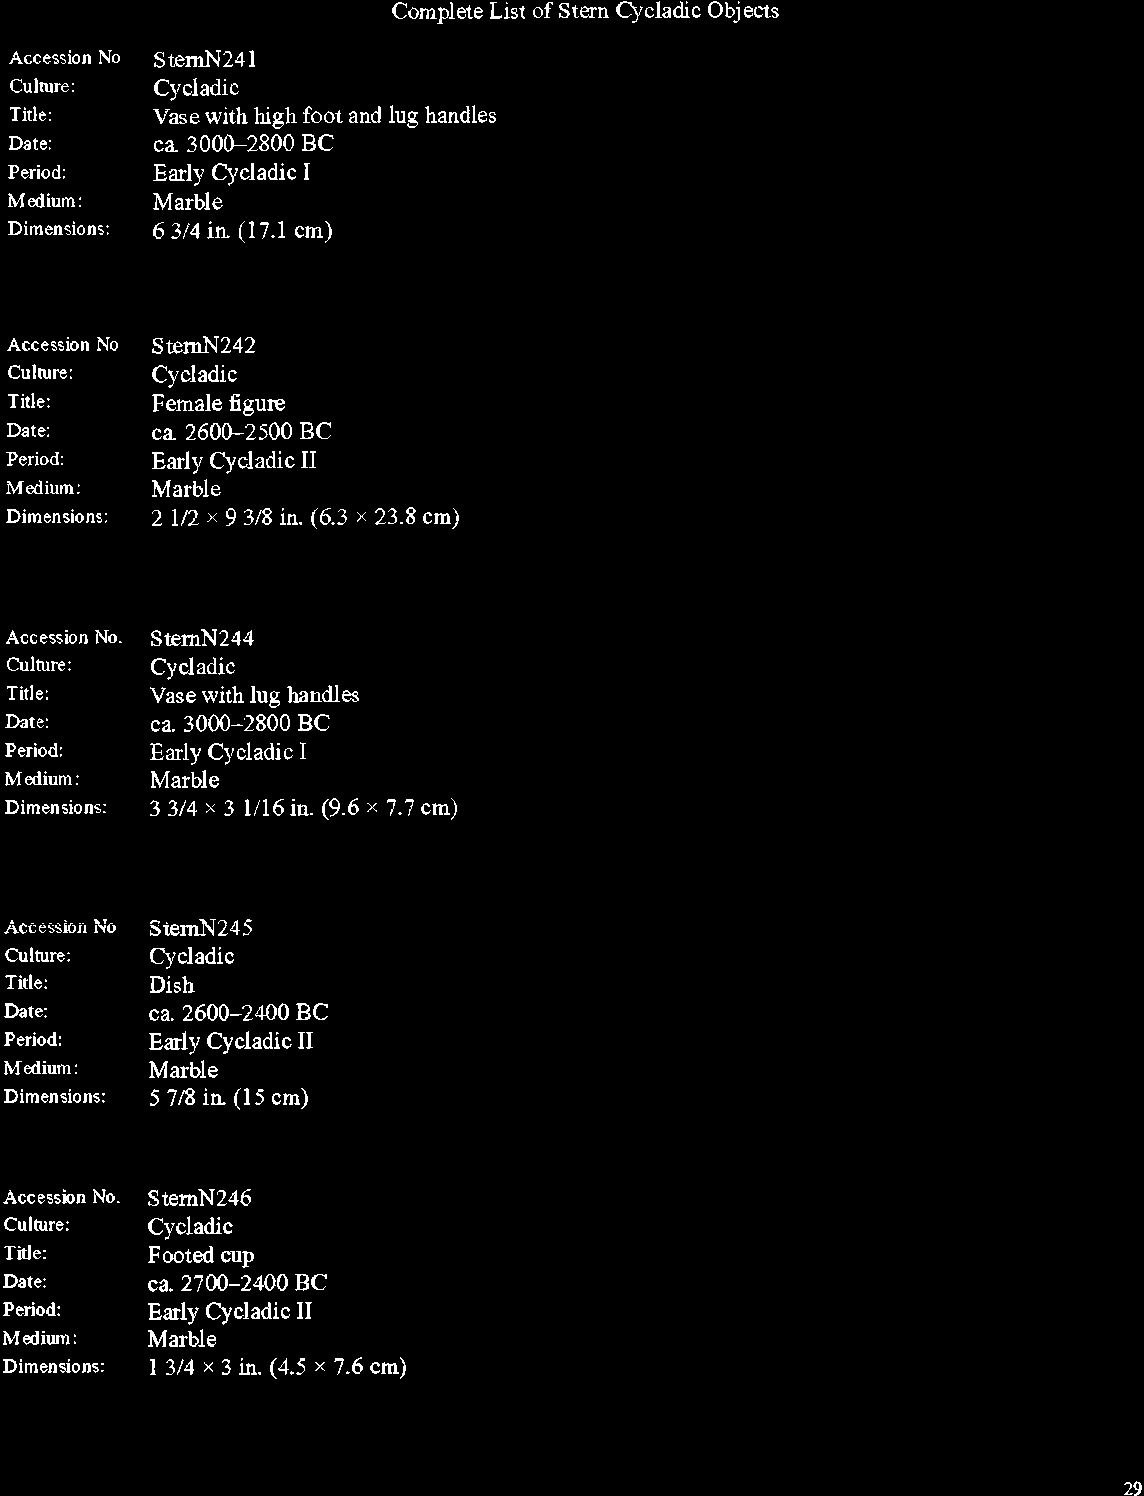 Complete List of Stern Cycladic Objects
Accession No SternN241
Culture: Cycladic
Title: Vase with high foot and lug handles
Date: ca. 3000–2800 BC
Period: Early Cycladic I
Medium: Marble
Dimensions: 6 3/4 in. (17.1 cm)
Accession No SternN242
Culture: Cycladic
Title: Female figure
Date: ca. 2600–2500 BC
Period: Early Cycladic II
Medium: Marble
Dimensions: 2 1/2 × 9 3/8 in. (6.3 × 23.8 cm)
Accession No. SternN244
Culture: Cycladic
Title: Vase with lug handles
Date: ca. 3000–2800 BC
Period: Early Cycladic I
Medium: Marble
Dimensions: 3 3/4 × 3 1/16 in. (9.6 × 7.7 cm)
Accession No SternN245
Culture: Cycladic
Title: Dish
Date: ca. 2600–2400 BC
Period: Early Cycladic II
Medium: Marble
Dimensions: 5 7/8 in. (15 cm)
Accession No. SternN246
Culture: Cycladic
Title: Footed cup
Date: ca. 2700–2400 BC
Period: Early Cycladic II
Medium: Marble
Dimensions: 1 3/4 × 3 in. (4.5 × 7.6 cm)
29